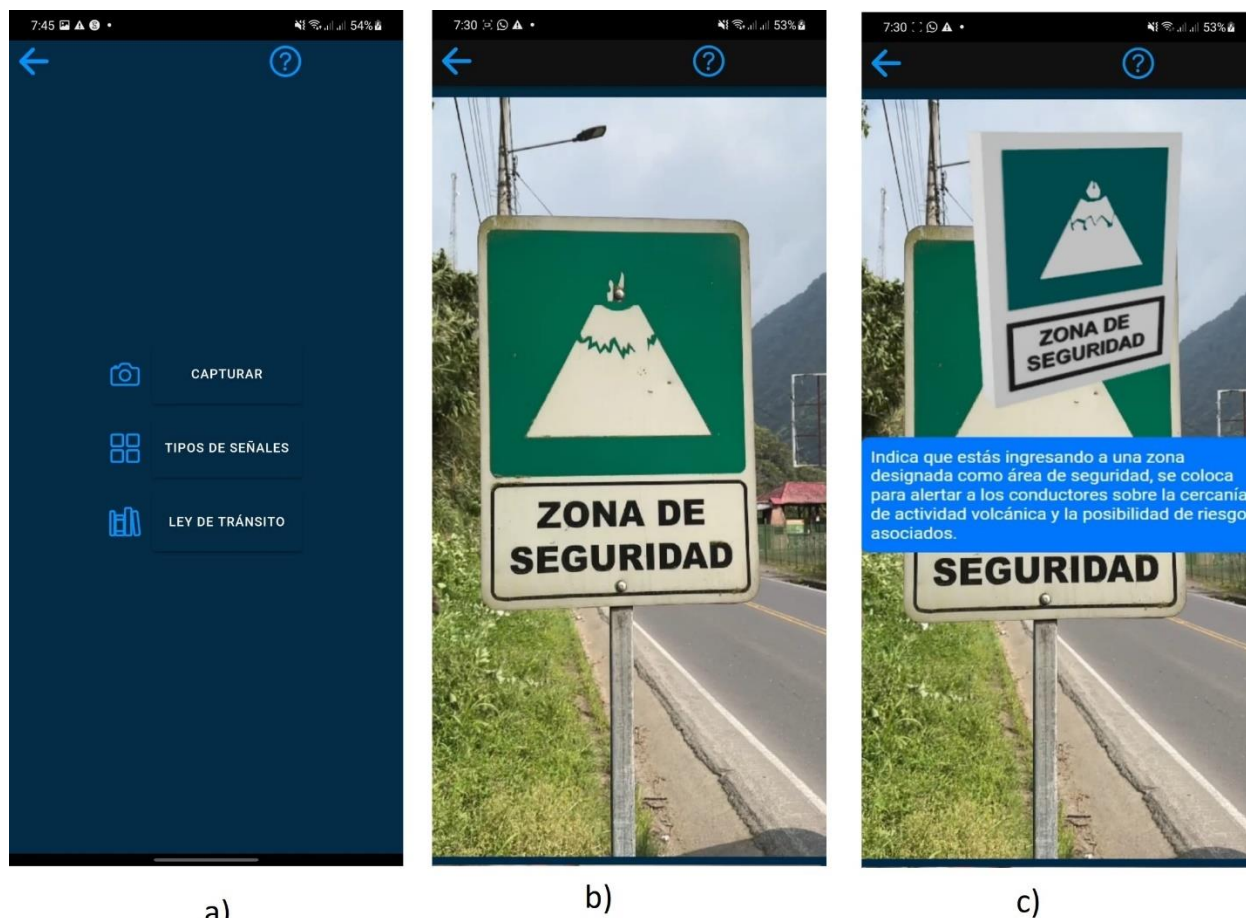 7:45
54%
CAPTURAR
TIPOS DE SEÑALES
LEY DE TRÁNSITO
a)
7:30
53%
ZONA DE
SEGURIDAD
b)
7:30
53%
ZONA DE
SEGURIDAD
Indica que estás ingresando a una zona
designada como área de seguridad, se coloca
para alertar a los conductores sobre la cercanía
de actividad volcánica y la posibilidad de riesgo
asociados.
SEGURIDAD
c)